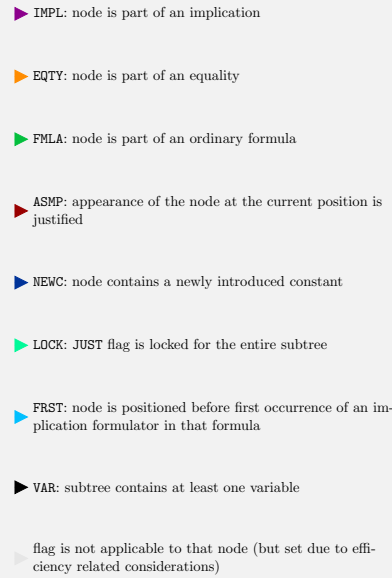 IMPL: node is part of an implication
EQTY: node is part of an equality
FMLA: node is part of an ordinary formula
ASMP: appearance of the node at the current position is
justified
NEWC: node contains a newly introduced constant
LOCK: JUST flag is locked for the entire subtree
FRST: node is positioned before first occurrence of an im-
plication formulator in that formula
VAR: subtree contains at least one variable
flag is not applicable to that node (but set due to effi-
ciency related considerations)